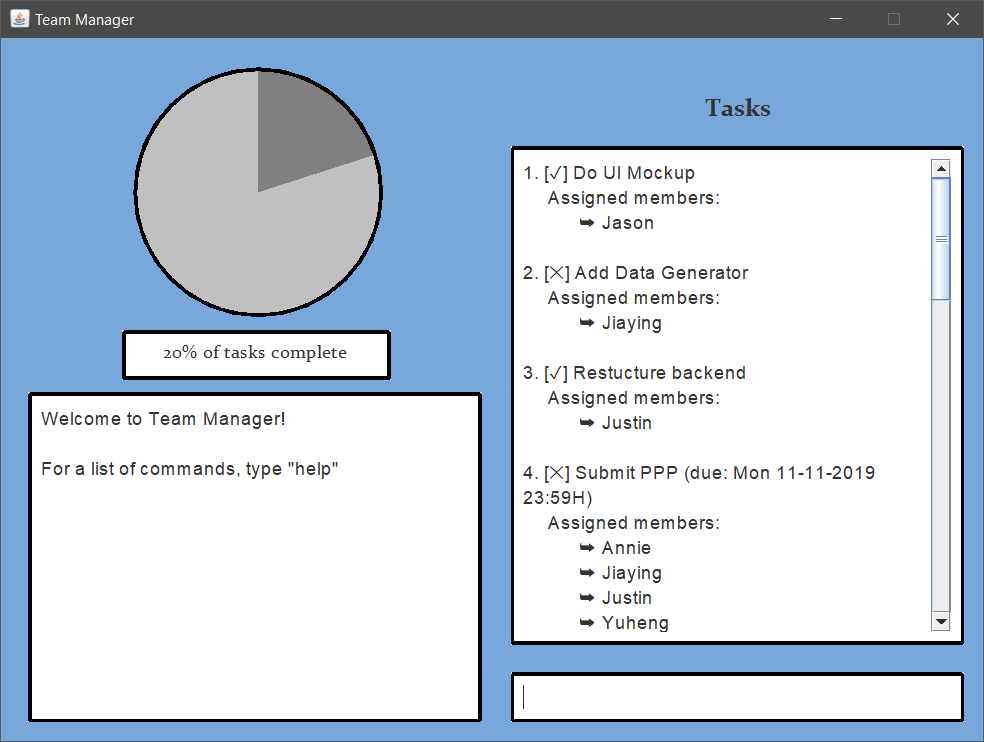 Team Manager
20% of tasks complete
Welcome to Team Manager!
For a list of commands, type "help"
Tasks
1. [✓] Do UI Mockup
Assigned members:
➥ Jason
2. [✕] Add Data Generator
Assigned members:
➥ Jiaying
3. [✓] Restucture backend
Assigned members:
➥ Justin
4. [✕] Submit PPP (due: Mon 11-11-2019
23:59H)
Assigned members:
➥ Annie
➥ Jiaying
➥ Justin
➥ Yuheng